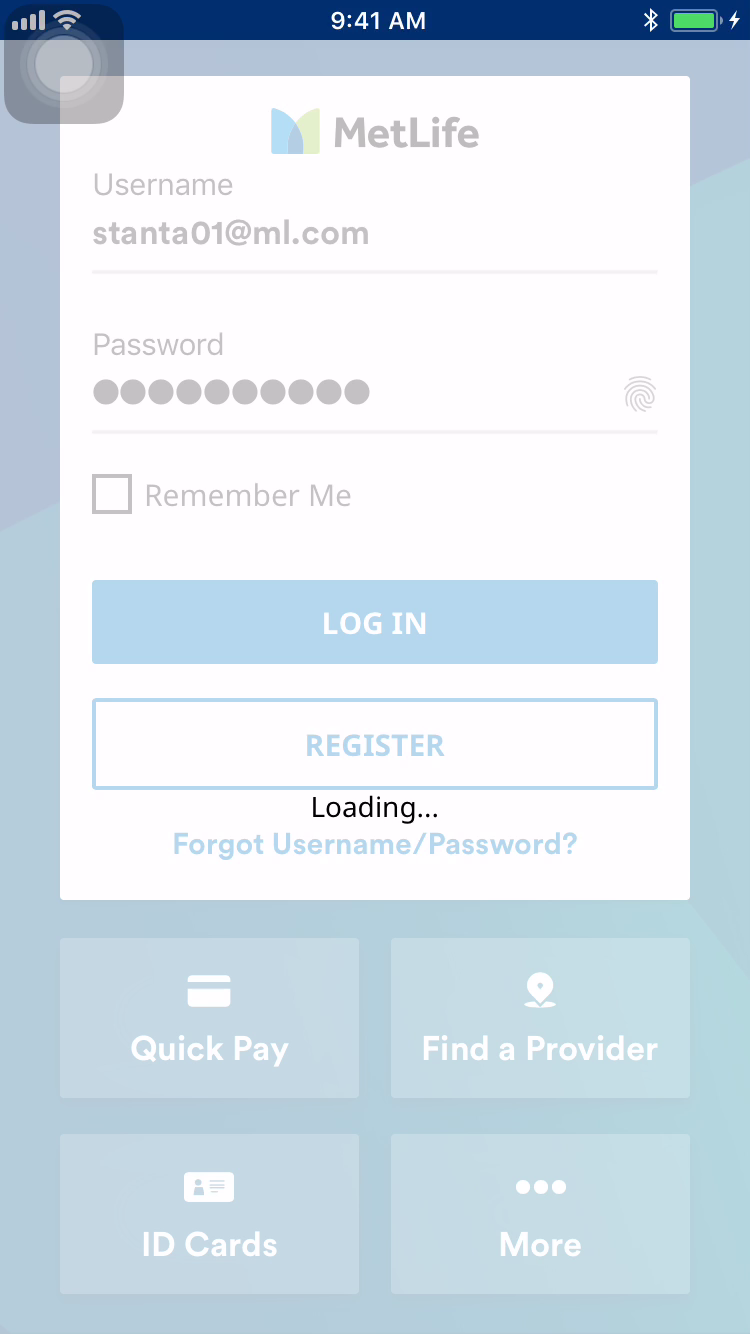 9:41 AM
MetLife
Username
stanta01@ml.com
Password
●●●●●●●●●●
Remember Me
LOG IN
REGISTER
Loading...
Forgot Username/Password?
Quick Pay
Find a Provider
ID Cards
More